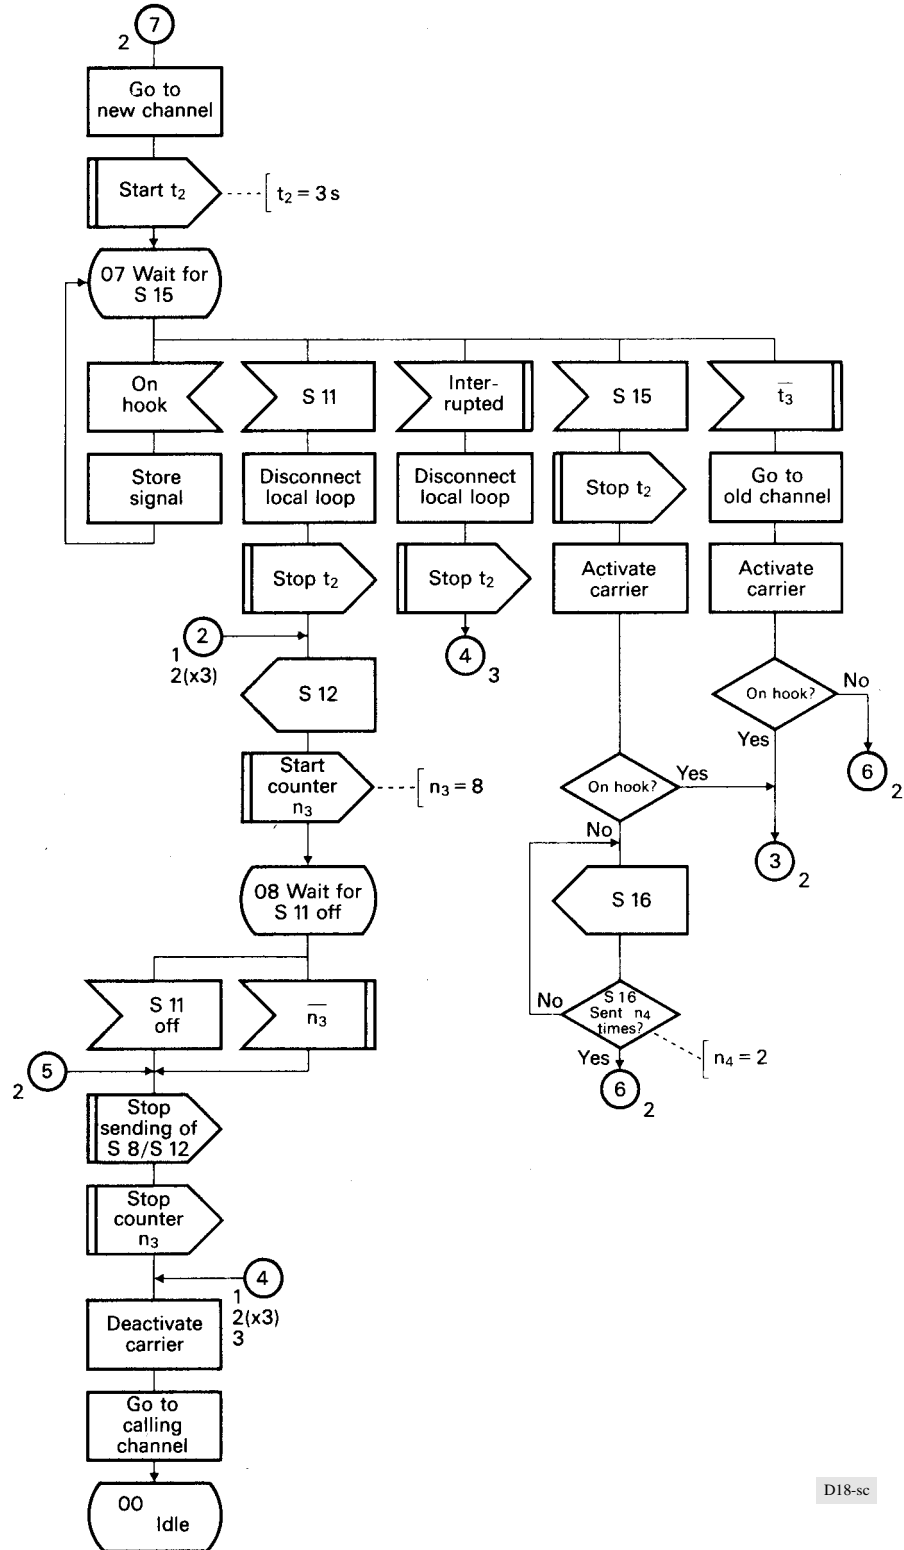 7
2
Go to
new channel
Start t2
t2 = 3 s
07 Wait for
S 15
On
hook
S 11
Inter-
rupted
S 15
t3
Store
signal
Disconnect
local loop
Disconnect
local loop
Stop t2
Go to
old channel
Stop t2
Stop t2
Activate
carrier
Activate
carrier
2
1
2(x3)
4
3
S 12
On hook?
No
Yes
6
2
Start
counter
n3
n3 = 8
On hook?
Yes
No
3
2
08 Wait for
S 11 off
S 16
S 11
off
n3
No
S 16
Sent n4
times?
Yes
n4 = 2
6
2
5
2
Stop
sending of
S 8/S 12
Stop
counter
n3
4
1
2(x3)
3
Deactivate
carrier
Go to
calling
channel
00
Idle
D18-sc